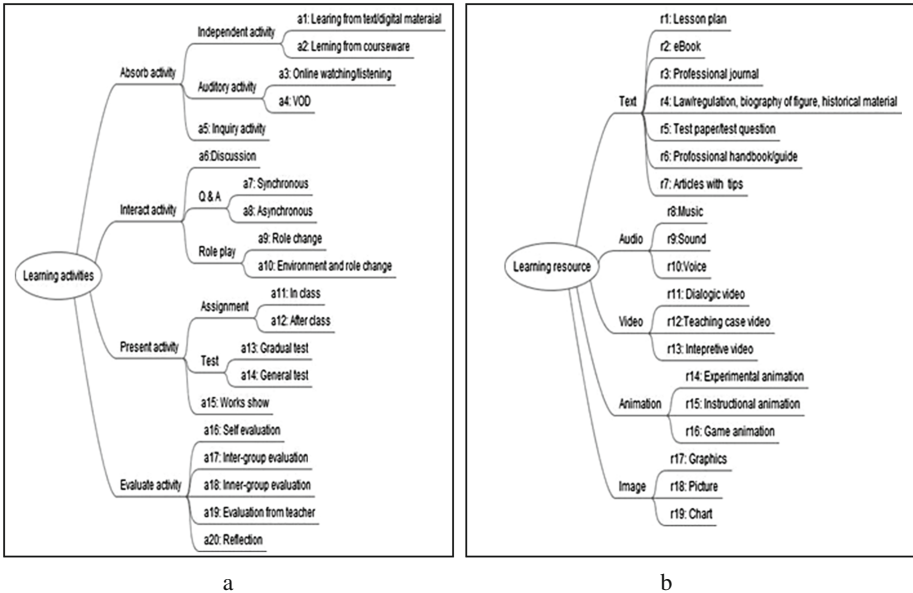 Learning activities
Absorb activity
Independent activity
a1: Learing from text/digital materaial
a2: Lerning from courseware
Auditory activity
a3: Online watching/listening
a4: VOD
a5: Inquiry activity
Interact activity
a6:Discussion
Q & A
a7: Synchronous
a8: Asynchronous
Role play
a9: Role change
a10: Environment and role change
Present activity
Assignment
a11: In class
a12: After class
Test
a13: Gradual test
a14: General test
a15: Works show
Evaluate activity
a16: Self evaluation
a17: Inter-group evaluation
a18: Inner-group evaluation
a19: Evaluation from teacher
a20: Reflection
a
Learning resource
Text
r1: Lesson plan
r2: eBook
r3: Professional journal
r4: Law/regulation, biography of figure, historical material
r5: Test paper/test question
r6: Profossional handbook/guide
r7: Articles with tips
Audio
r8:Music
r9:Sound
r10:Voice
Video
r11: Dialogic video
r12:Teaching case video
r13: Intepretive video
Animation
r14: Experimental animation
r15: Instructional animation
r16: Game animation
Image
r17: Graphics
r18: Picture
r19: Chart
b